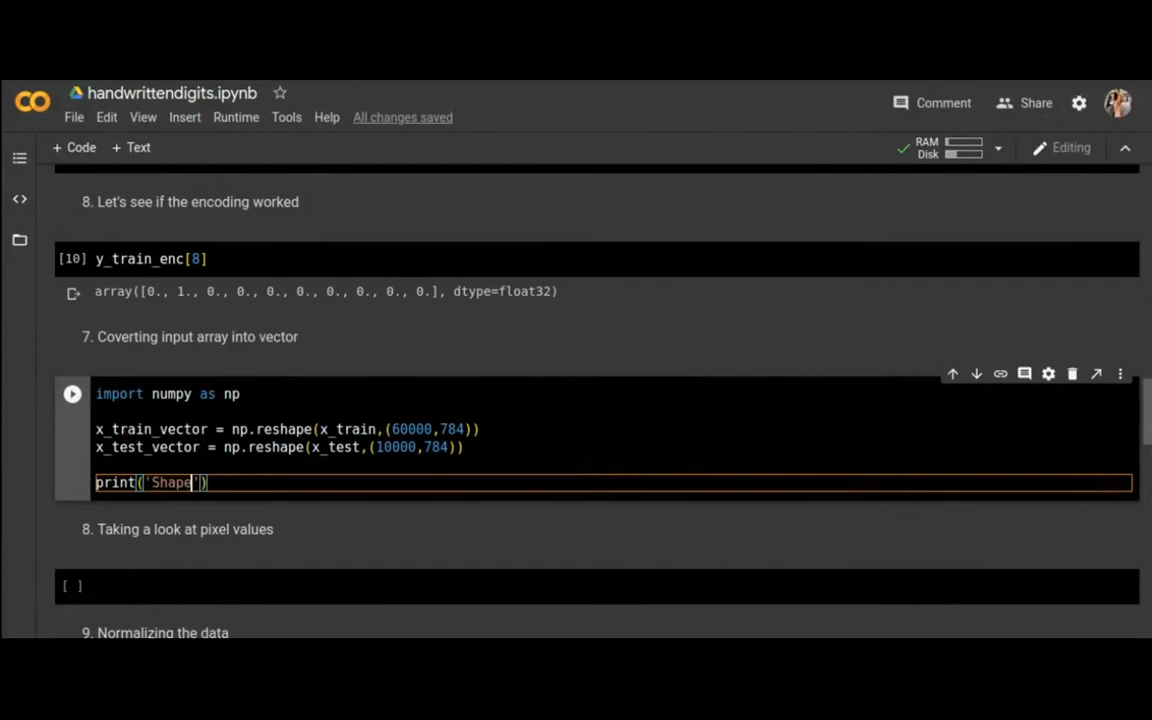 handwrittendigits.ipynb
Comment Share
File Edit View Insert Runtime Tools Help All changes saved
+ Code + Text
RAM
Disk
Editing
8. Let's see if the encoding worked
[10] y_train_enc[8]
array([0., 1., 0., 0., 0., 0., 0., 0., 0., 0.], dtype=float32)
7. Coverting input array into vector
import numpy as np
x_train_vector = np.reshape(x_train,(60000,784))
x_test_vector = np.reshape(x_test,(10000,784))
print('Shape')
8. Taking a look at pixel values
[ ]
9. Normalizing the data